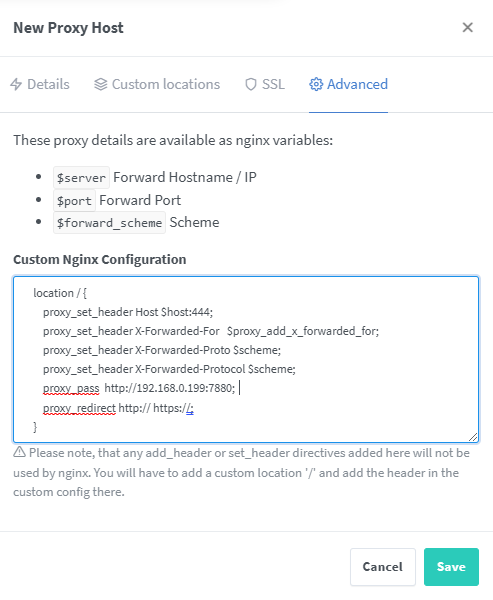 New Proxy Host
Details
Custom locations
SSL
Advanced
These proxy details are available as nginx variables:
$server Forward Hostname / IP
$port Forward Port
$forward_scheme Scheme
Custom Nginx Configuration
location / {
proxy_set_header Host $host:444;
proxy_set_header X-Forwarded-For $proxy_add_x_forwarded_for;
proxy_set_header X-Forwarded-Proto $scheme;
proxy_set_header X-Forwarded-Protocol $scheme;
proxy_pass http://192.168.0.199:7880;
proxy_redirect http:// https://;
}
Please note, that any add_header or set_header directives added here will not be
used by nginx. You will have to add a custom location '/' and add the header in the
custom config there.
Cancel
Save